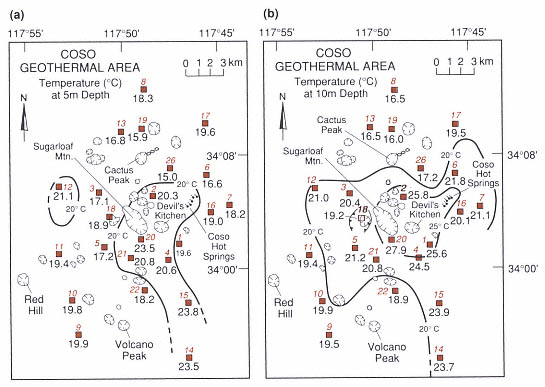 (a)
117°55' 117°50' 117°45'
COSO
GEOTHERMAL AREA
0 1 2 3 km
Temperature (°C)
at 5m Depth
N
8
18.3
13
16.8
19
15.9
17
19.6
Sugarloaf
Mtn.
Cactus
Peak
26
15.0
34°08'
12
21.1
20° C
3
17.1
2
20.3
20° C
6
16.6
Devil's
Kitchen
16
19.0
7
18.2
18
18.9
20° C
Coso
Hot
Springs
11
19.4
5
17.2
20
23.5
21
20.8
4
20.6
1
19.6
34°00'
Red
Hill
10
19.8
22
18.2
15
23.8
9
19.9
Volcano
Peak
14
23.5
(b)
117°55' 117°50' 117°45'
COSO
GEOTHERMAL AREA
0 1 2 3 km
Temperature (°C)
at 10m Depth
N
8
16.5
Cactus
Peak
13
16.5
19
15.9
17
19.5
Sugarloaf
Mtn.
26
17.2
34°08'
20° C
6
21.8
Coso
Hot Springs
12
21.0
3
20.4
2
25.8
Devil's
Kitchen
16
20.1
7
21.1
18
19.2
25° C
11
19.4
5
21.2
20
27.9
21
20.8
4
24.5
1
25.6
34°00'
Red
Hill
10
19.9
22
18.9
15
23.9
20° C
9
19.5
Volcano
Peak
14
23.7